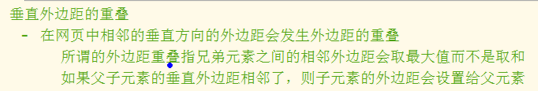 垂直外边距的重叠
- 在网页中相邻的垂直方向的外边距会发生外边距的重叠
所谓的外边距重叠指兄弟元素之间的相邻外边距会取最大值而不是取和
如果父子元素的垂直外边距相邻了，则子元素的外边距会设置给父元素